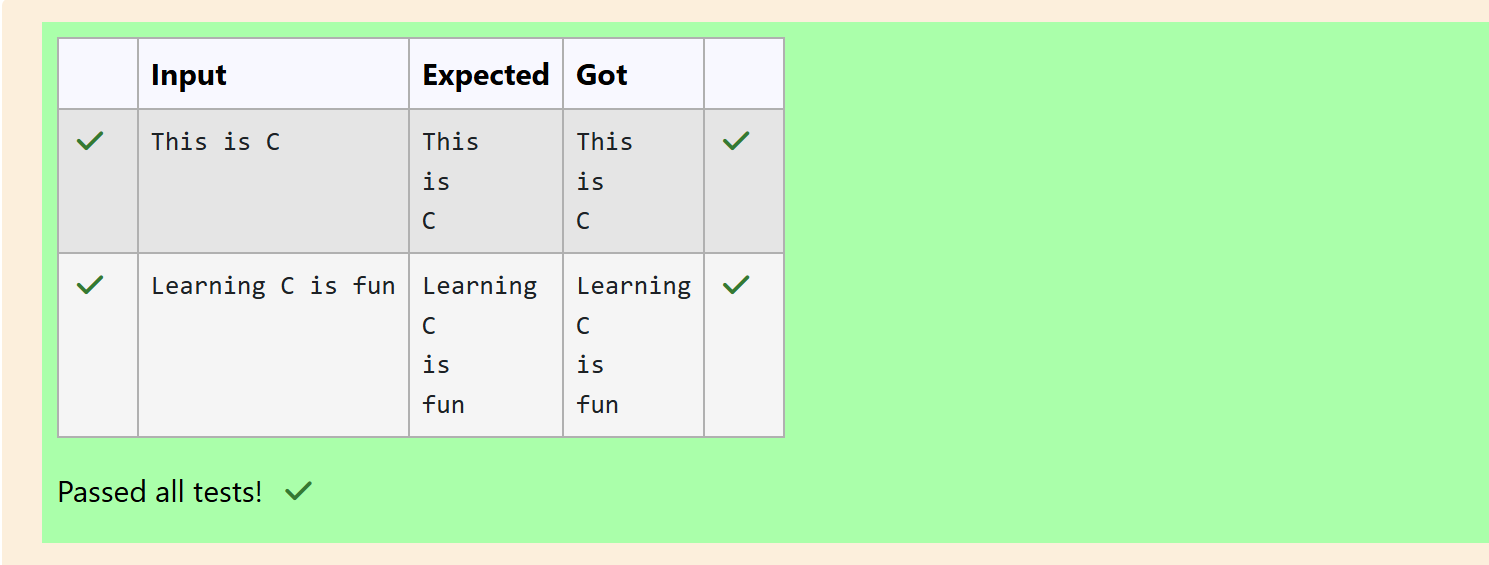 Input Expected Got
This is C This This
is is
C C
Learning C is fun Learning Learning
C C
is is
fun fun
Passed all tests!